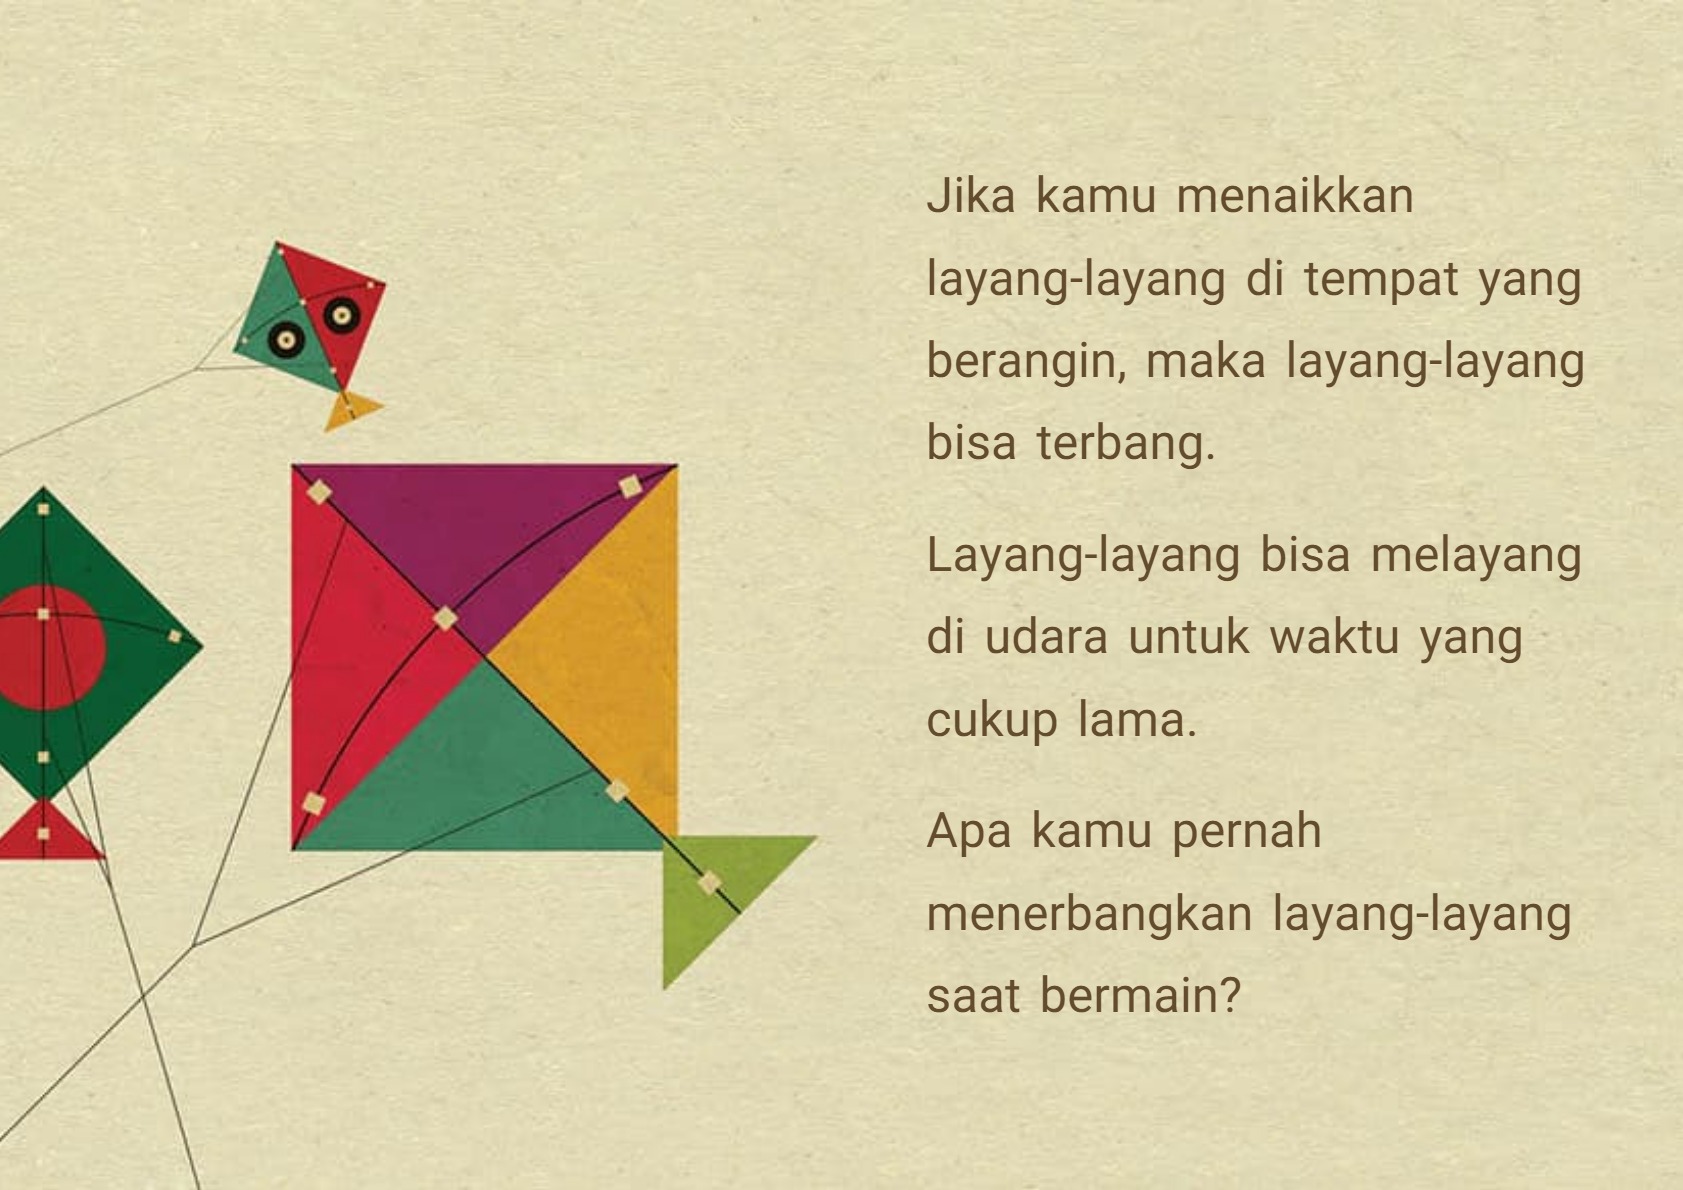 Jika kamu menaikkan
layang-layang di tempat yang
berangin, maka layang-layang
bisa terbang.
Layang-layang bisa melayang
di udara untuk waktu yang
cukup lama.
Apa kamu pernah
menerbangkan layang-layang
saat bermain?